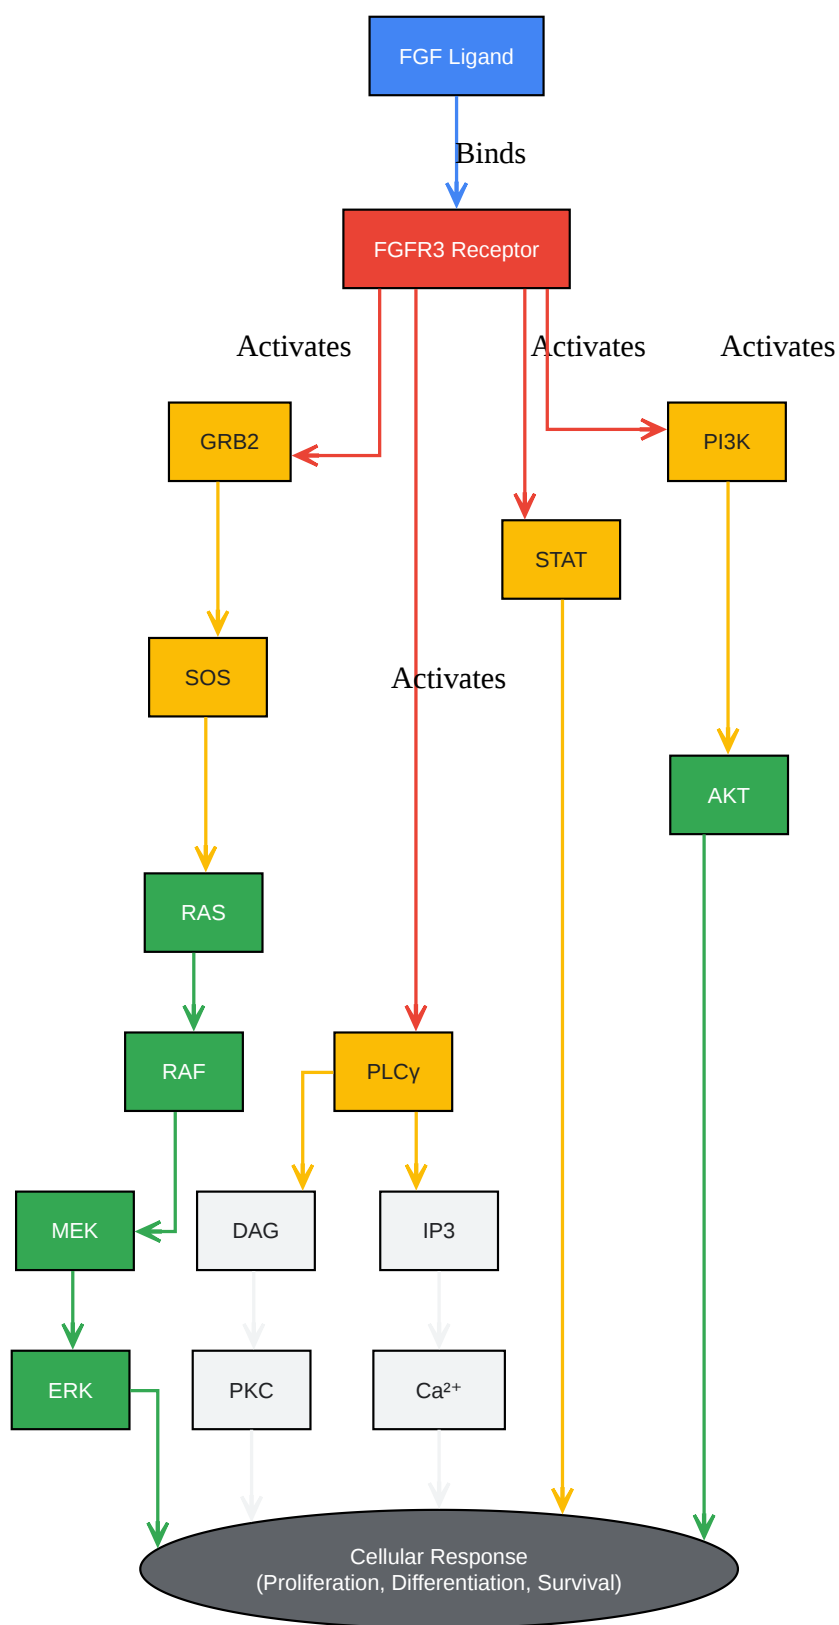 FGF Ligand
Binds
FGFR3 Receptor
Activates
Activates
Activates
GRB2
PI3K
STAT
SOS
Activates
AKT
RAS
RAF
PLCγ
MEK
DAG
IP3
ERK
PKC
Ca²⁺
Cellular Response
(Proliferation, Differentiation, Survival)